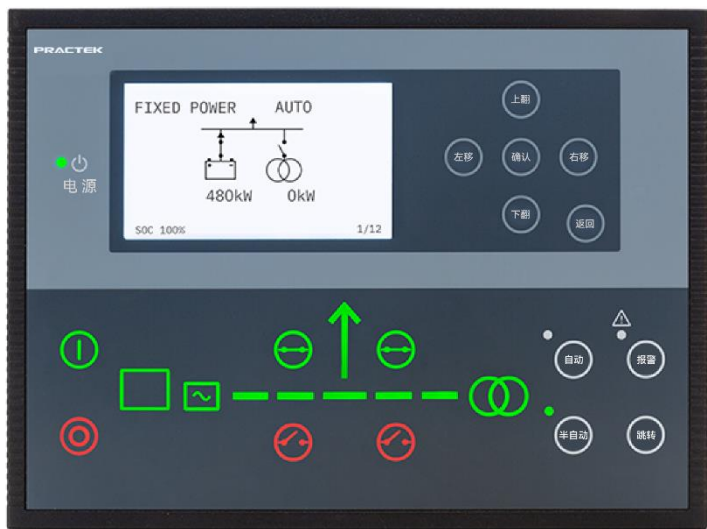 PRACTEK
FIXED POWER AUTO
480kW 0kW
SOC 100% 1/12
电源
上翻
左移
确认
右移
下翻
返回
自动
报警
半自动
跳转